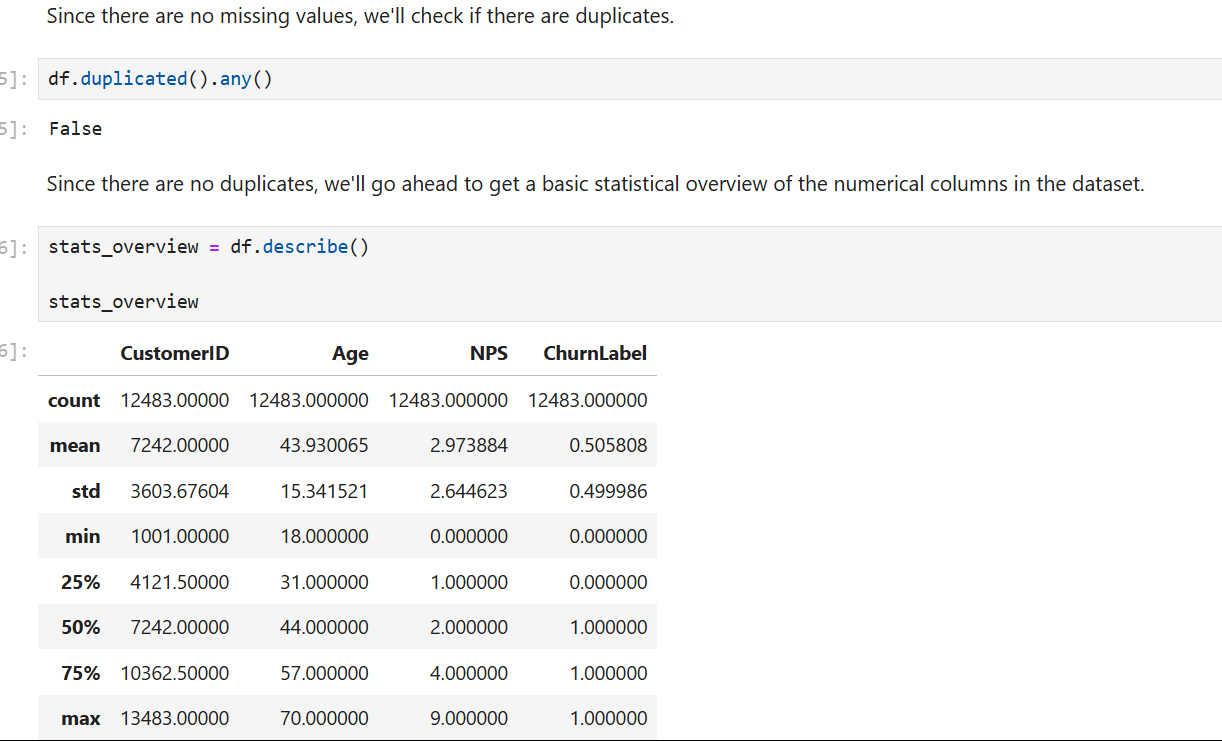 Since there are no missing values, we'll check if there are duplicates.
5]: df.duplicated().any()
5]: False
Since there are no duplicates, we'll go ahead to get a basic statistical overview of the numerical columns in the dataset.
6]: stats_overview = df.describe()
stats_overview
6]: CustomerID Age NPS ChurnLabel
count 12483.00000 12483.000000 12483.000000 12483.000000
mean 7242.00000 43.930065 2.973884 0.505808
std 3603.67604 15.341521 2.644623 0.499986
min 1001.00000 18.000000 0.000000 0.000000
25% 4121.50000 31.000000 1.000000 0.000000
50% 7242.00000 44.000000 2.000000 1.000000
75% 10362.50000 57.000000 4.000000 1.000000
max 13483.00000 70.000000 9.000000 1.000000